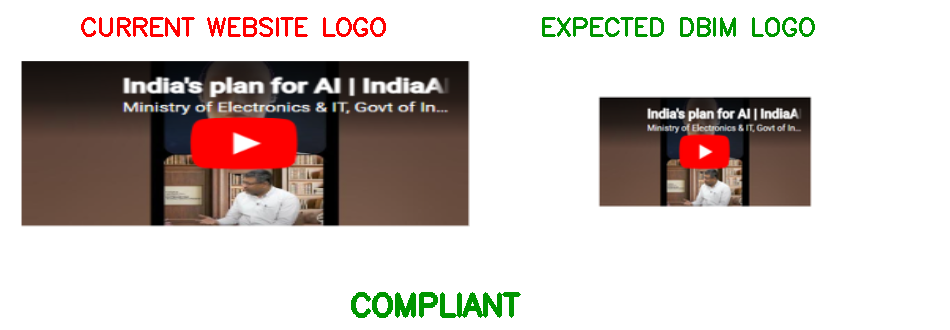 CURRENT WEBSITE LOGO
EXPECTED DBIM LOGO
India's plan for AI | IndiaAI
Ministry of Electronics & IT, Govt of In...
India's plan for AI | IndiaA
Ministry of Electronics & IT, Govt of In...
COMPLIANT